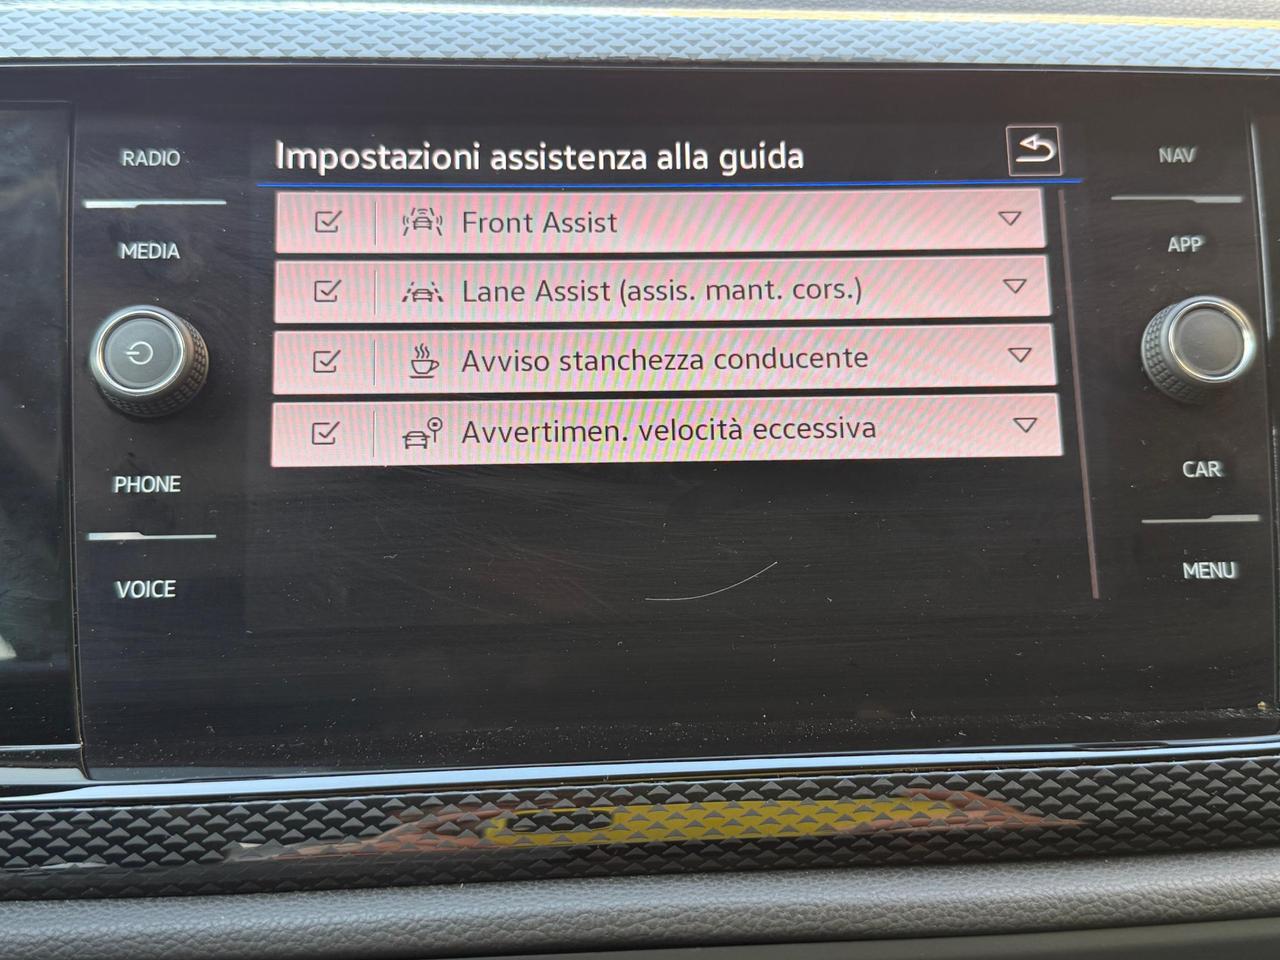 Impostazioni assistenza alla guida
RADIO
MEDIA
PHONE
VOICE
Front Assist
Lane Assist (assis. mant. cors.)
Avviso stanchezza conducente
Avvertimen. velocità eccessiva
NAV
APP
CAR
MENU